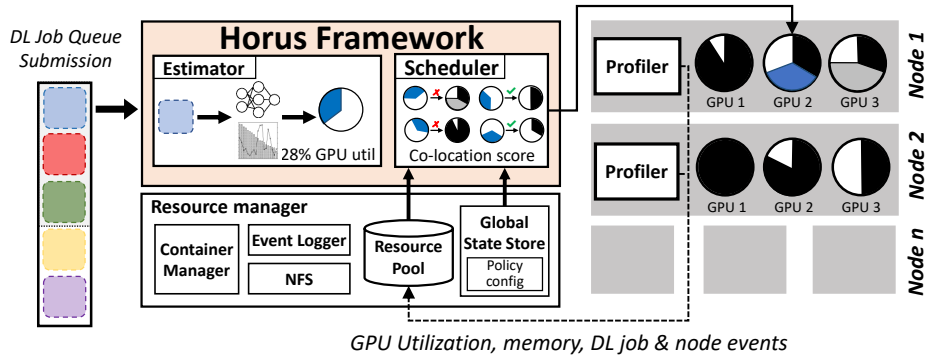 DL Job Queue
Submission
Horus Framework
Estimator
28% GPU util
Scheduler
Co-location score
Resource manager
Container
Manager
Event Logger
NFS
Resource
Pool
Global
State Store
Policy
config
Profiler
GPU 1
GPU 2
GPU 3
Node 1
Profiler
GPU 1
GPU 2
GPU 3
Node 2
Node n
GPU Utilization, memory, DL job & node events